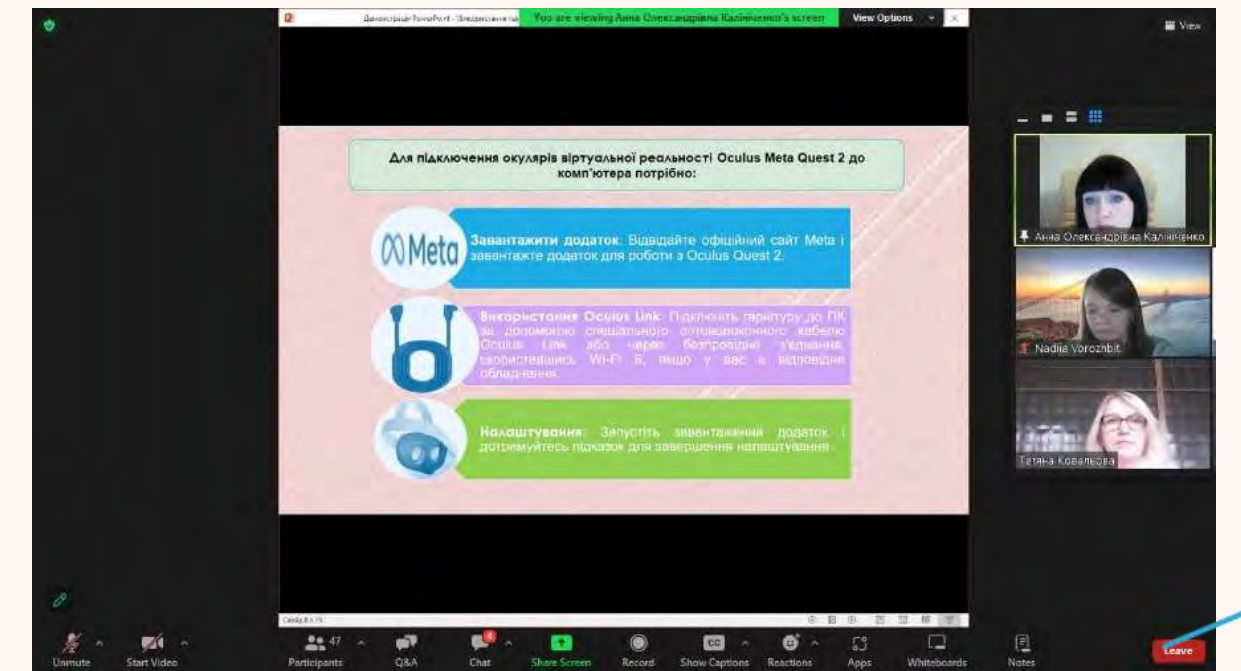 You are viewing Анна Олександрівна Калініченко's screen
View Options
View
Для підключення окулярів віртуальної реальності Oculus Meta Quest 2 до
комп'ютера потрібно:
Meta
Завантажити додаток: Відвідайте офіційний сайт Meta і
завантажте додаток для роботи з Oculus Quest 2.
Використання Oculus Link: Підключіть гарнітуру до ПК
за допомогою спеціального оптоволоконного кабелю
Oculus Link або через безпровідне з'єднання,
скориставшись Wi-Fi 6, якщо у вас є відповідне
обладнання.
Налаштування: Запустіть завантажений додаток і
дотримуйтесь підказок для завершення налаштування.
Анна Олександрівна Калініченко
Nadiia Vorozhbit
Тетяна Ковальова
Unmute
Start Video
47
Participants
Q&A
4
Chat
Share Screen
Record
CC
Show Captions
Reactions
Apps
Whiteboards
Notes
Leave